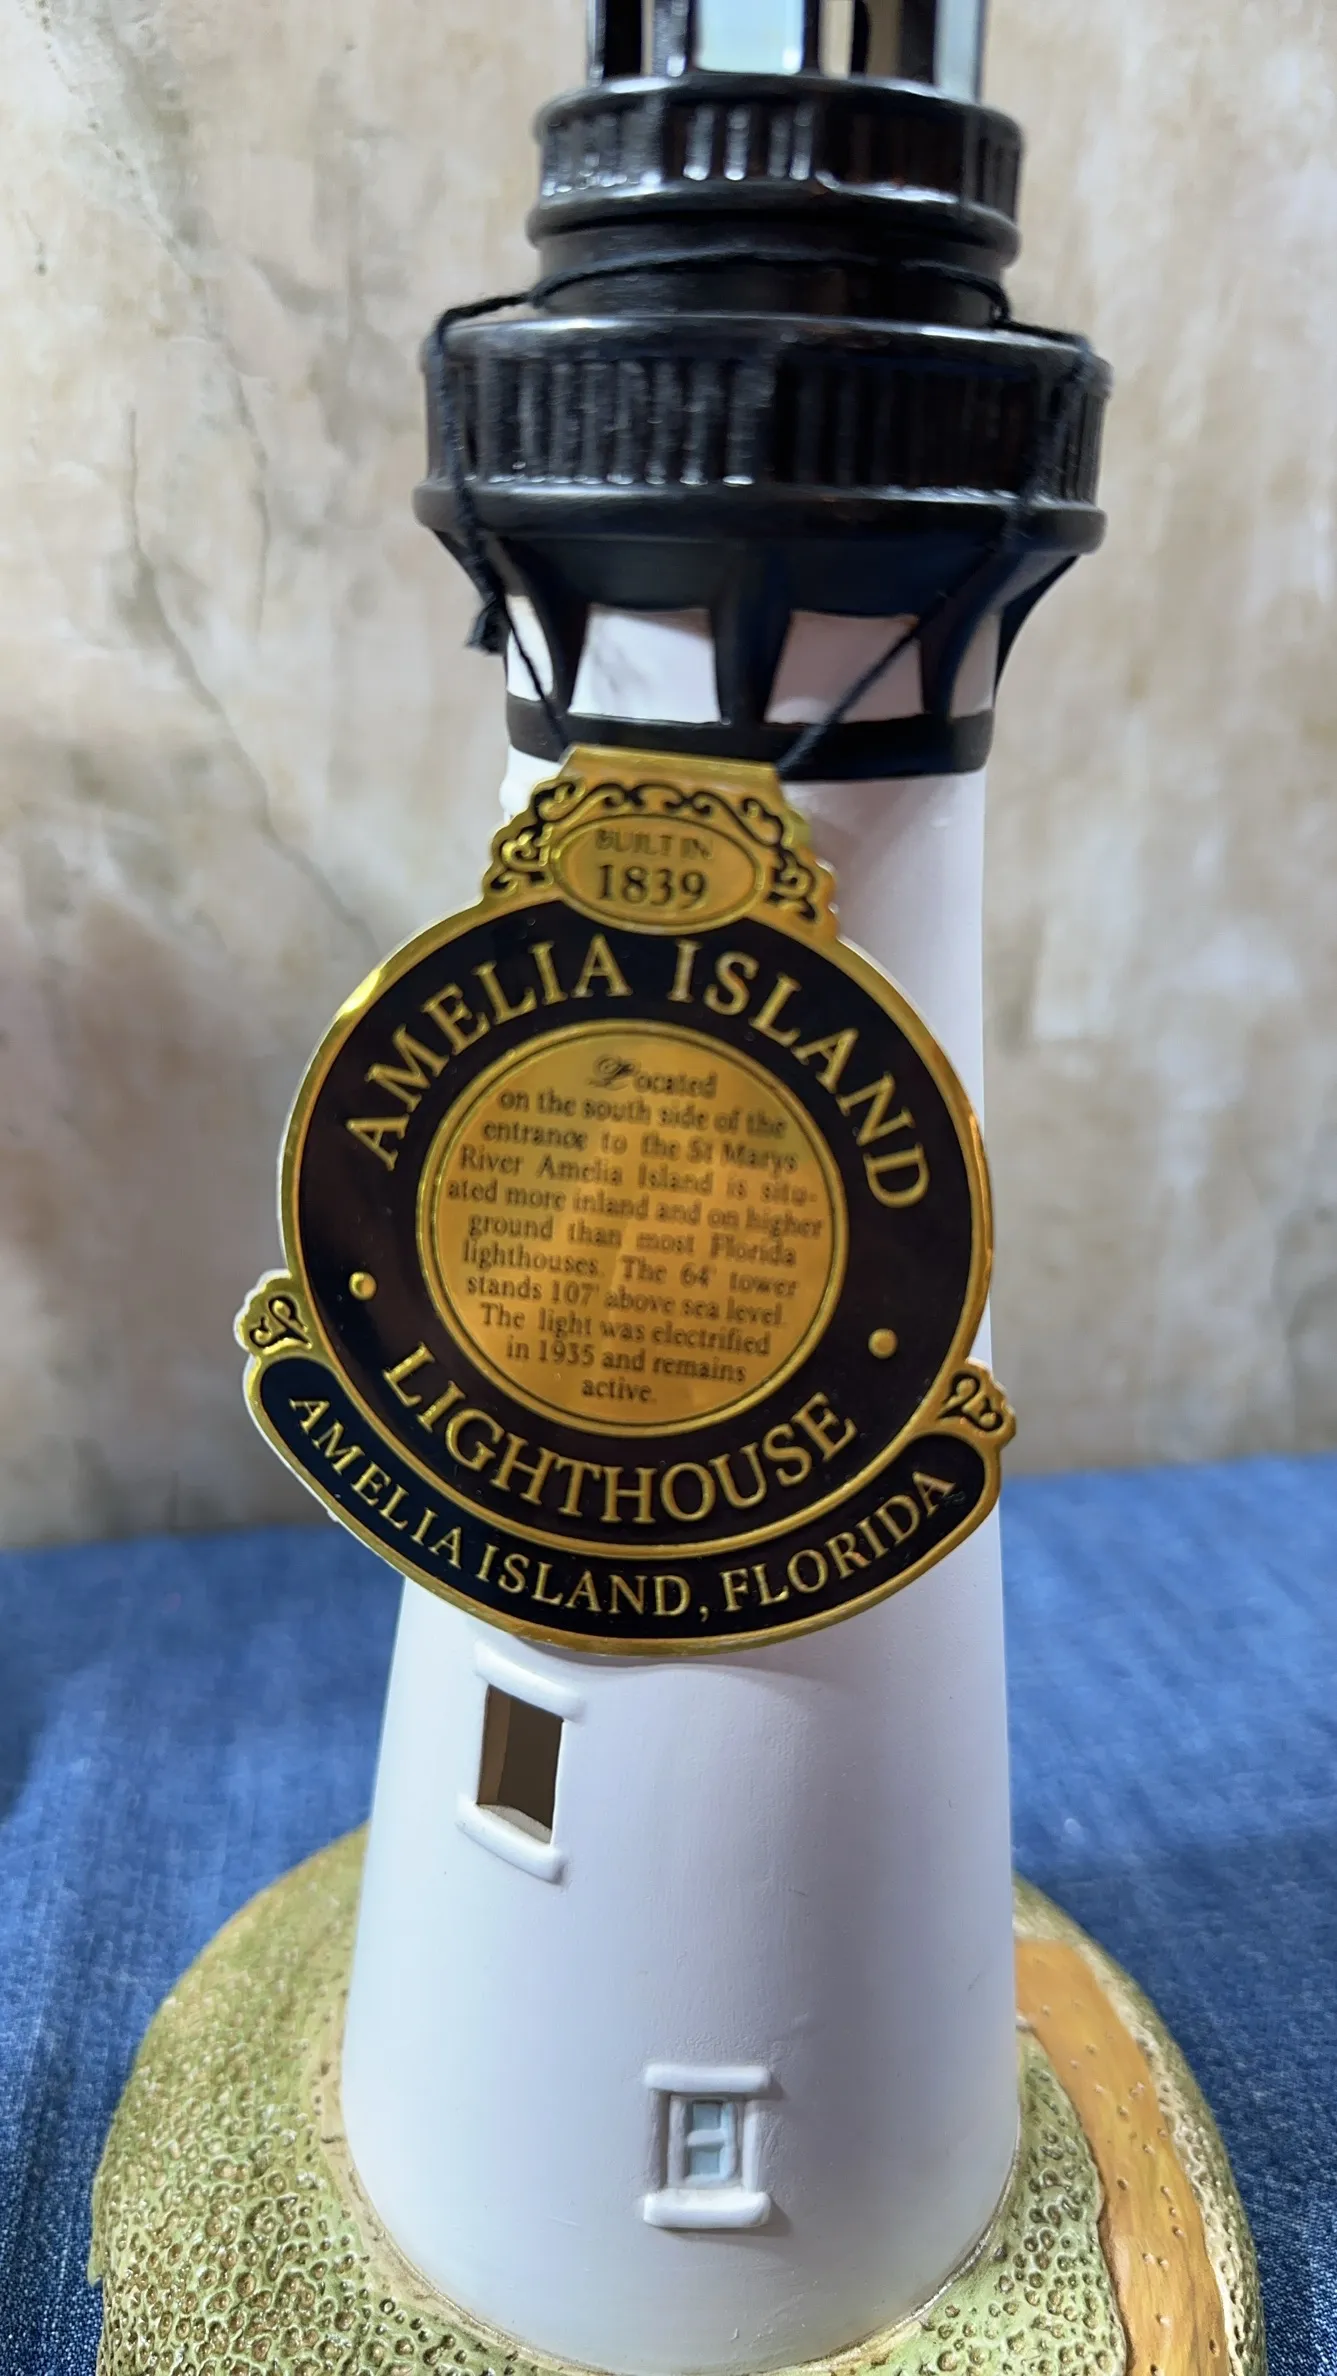 BUILT IN
1839
AMELIA ISLAND
Located
on the south side of the
entrance to the St Marys
River Amelia Island is situ-
ated more inland and on higher
ground than most Florida
lighthouses. The 64' tower
stands 107' above sea level.
The light was electrified
in 1935 and remains
active.
LIGHTHOUSE
AMELIA ISLAND, FLORIDA